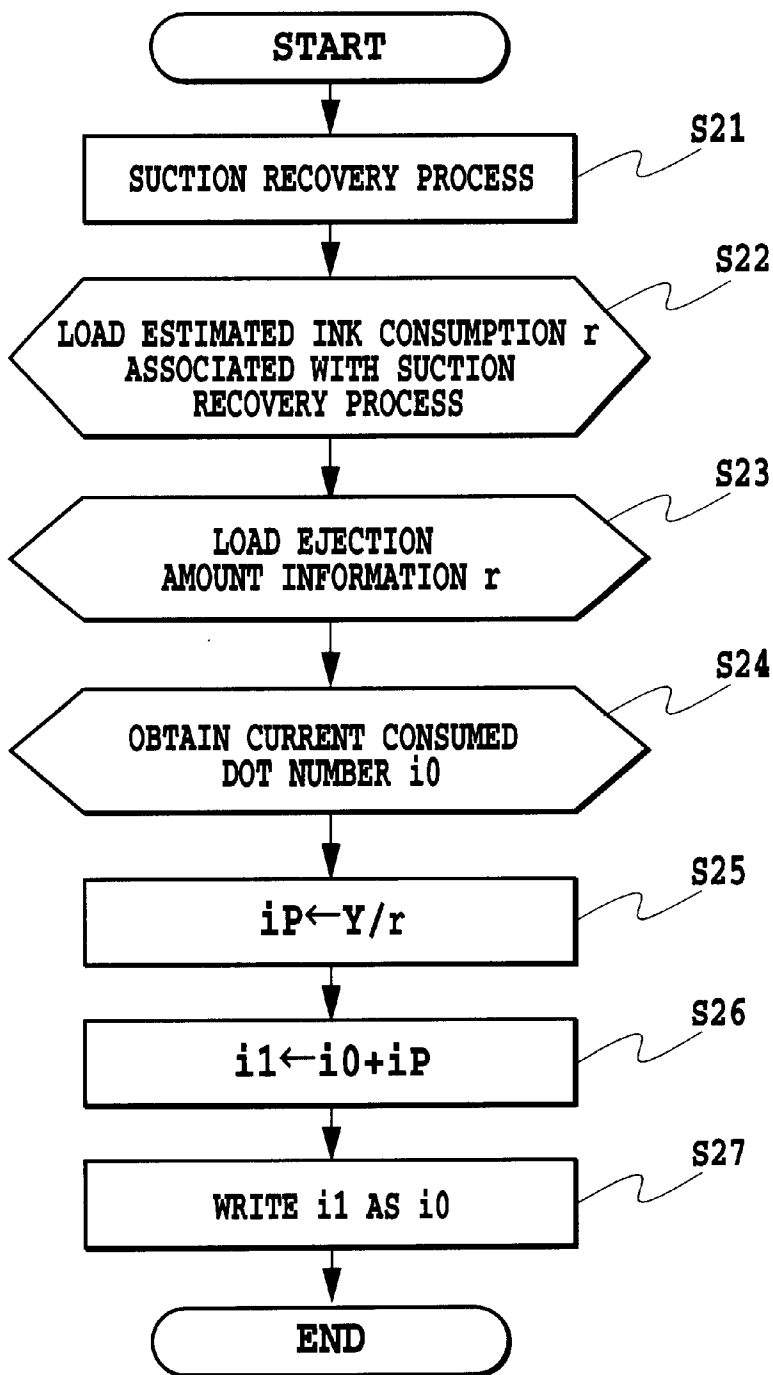 START
S21
SUCTION RECOVERY PROCESS
S22
LOAD ESTIMATED INK CONSUMPTION r
ASSOCIATED WITH SUCTION
RECOVERY PROCESS
S23
LOAD EJECTION
AMOUNT INFORMATION r
S24
OBTAIN CURRENT CONSUMED
DOT NUMBER i0
S25
iP←Y/r
S26
i1←i0+iP
S27
WRITE i1 AS i0
END